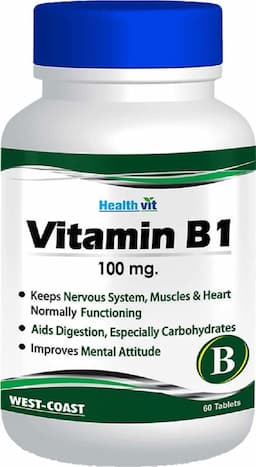 Health vit
Vitamin B1
100 mg.
• Keeps Nervous System, Muscles & Heart
Normally Functioning
• Aids Digestion, Especially Carbohydrates
• Improves Mental Attitude
B
WEST-COAST
60 Tablets